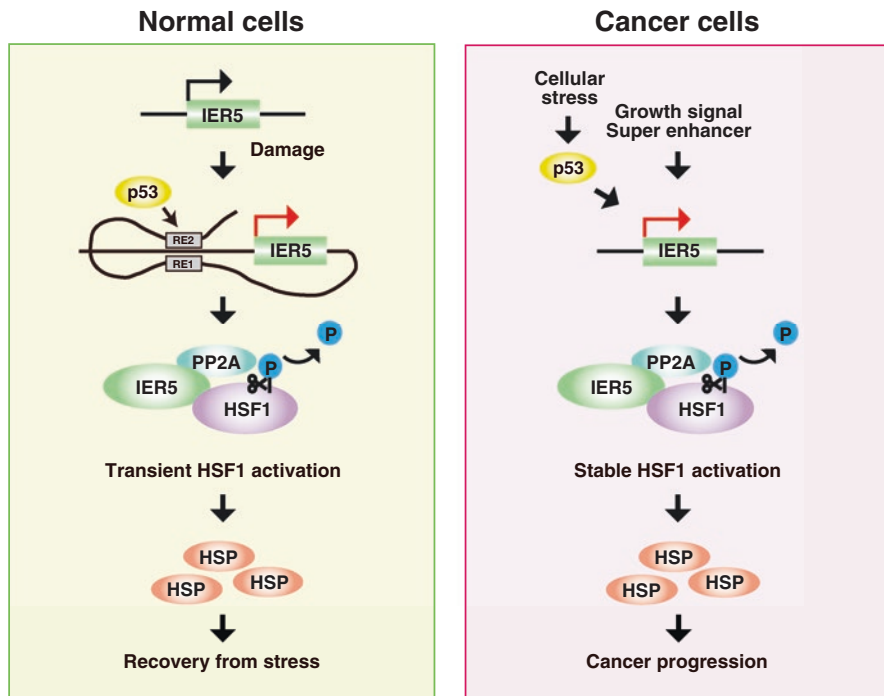 Normal cells
IER5
Damage
p53
RE2
IER5
RE1
P
PP2A
P
IER5
HSF1
Transient HSF1 activation
HSP
HSP
HSP
Recovery from stress
Cancer cells
Cellular
stress
Growth signal
Super enhancer
p53
IER5
P
PP2A
P
IER5
HSF1
Stable HSF1 activation
HSP
HSP
HSP
Cancer progression